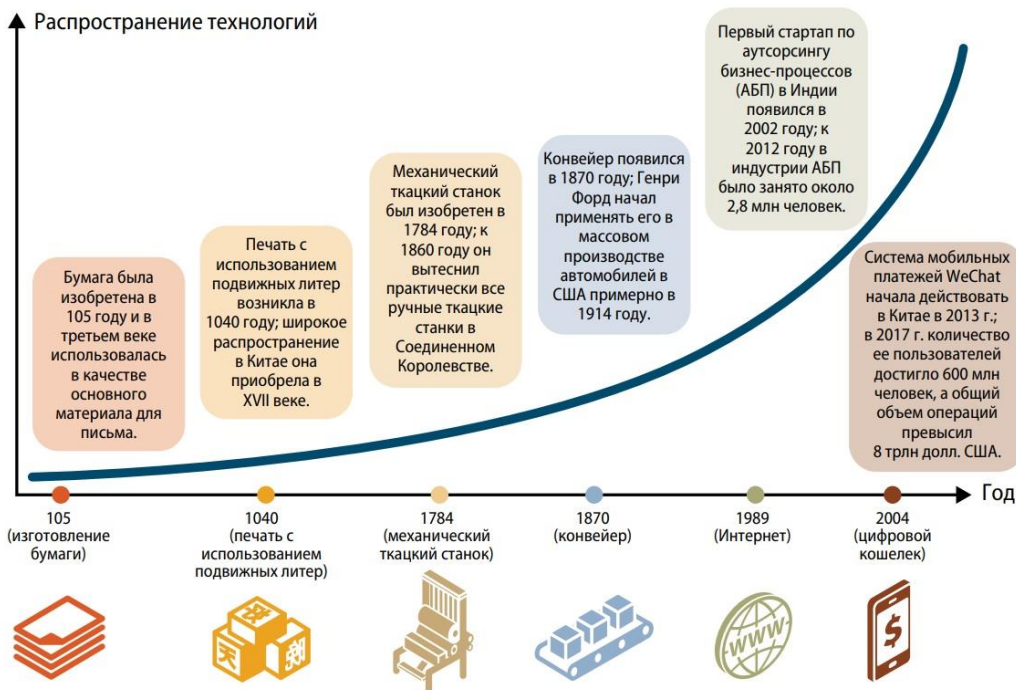 Распространение технологий
Бумага была
изобретена в
105 году и в
третьем веке
использовалась
в качестве
основного
материала для
письма.
Печать с
использованием
подвижных литер
возникла в
1040 году; широкое
распространение
в Китае она
приобрела в
XVII веке.
Механический
ткацкий станок
был изобретен в
1784 году; к
1860 году он
вытеснил
практически все
ручные ткацкие
станки в
Соединенном
Королевстве.
Конвейер появился
в 1870 году; Генри
Форд начал
применять его в
массовом
производстве
автомобилей в
США примерно в
1914 году.
Первый стартап по
аутсорсингу
бизнес-процессов
(АБП) в Индии
появился в
2002 году; к
2012 году в
индустрии АБП
было занято около
2,8 млн человек.
Система мобильных
платежей WeChat
начала действовать
в Китае в 2013 г.;
в 2017 г. количество
ее пользователей
достигло 600 млн
человек, а общий
объем операций
превысил
8 трлн долл. США.
Год
105
(изготовление
бумаги)
1040
(печать с
использованием
подвижных литер)
1784
(механический
ткацкий станок)
1870
(конвейер)
1989
(Интернет)
2004
(цифровой
кошелек)
天
www
$